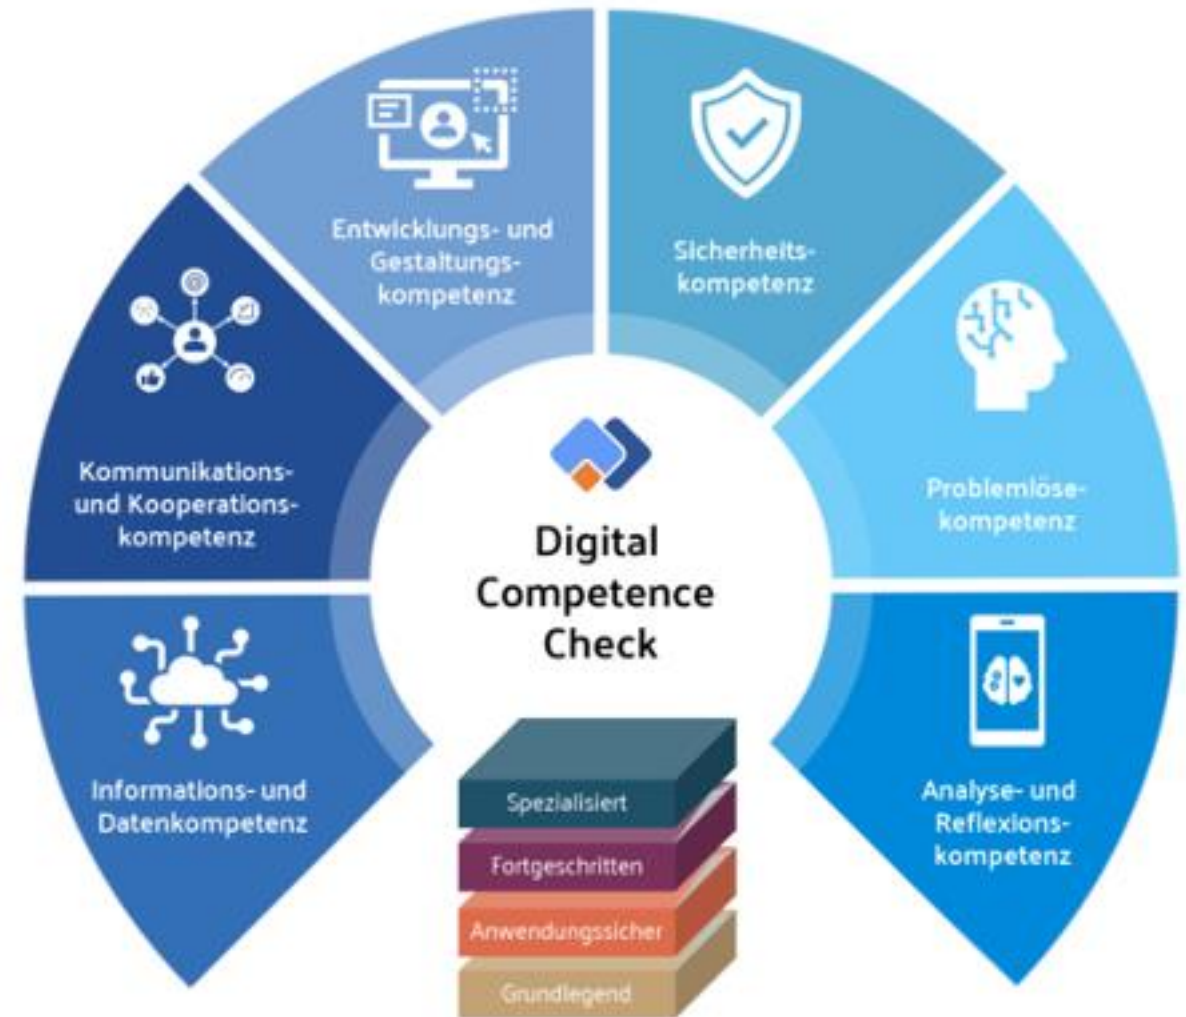 Entwicklungs- und
Gestaltungs-
kompetenz
Sicherheits-
kompetenz
Kommunikations-
und Kooperations-
kompetenz
Problemlöse-
kompetenz
Digital
Competence
Check
Informations- und
Datenkompetenz
Analyse- und
Reflexions-
kompetenz
Spezialisiert
Fortgeschritten
Anwendungssicher
Grundlegend